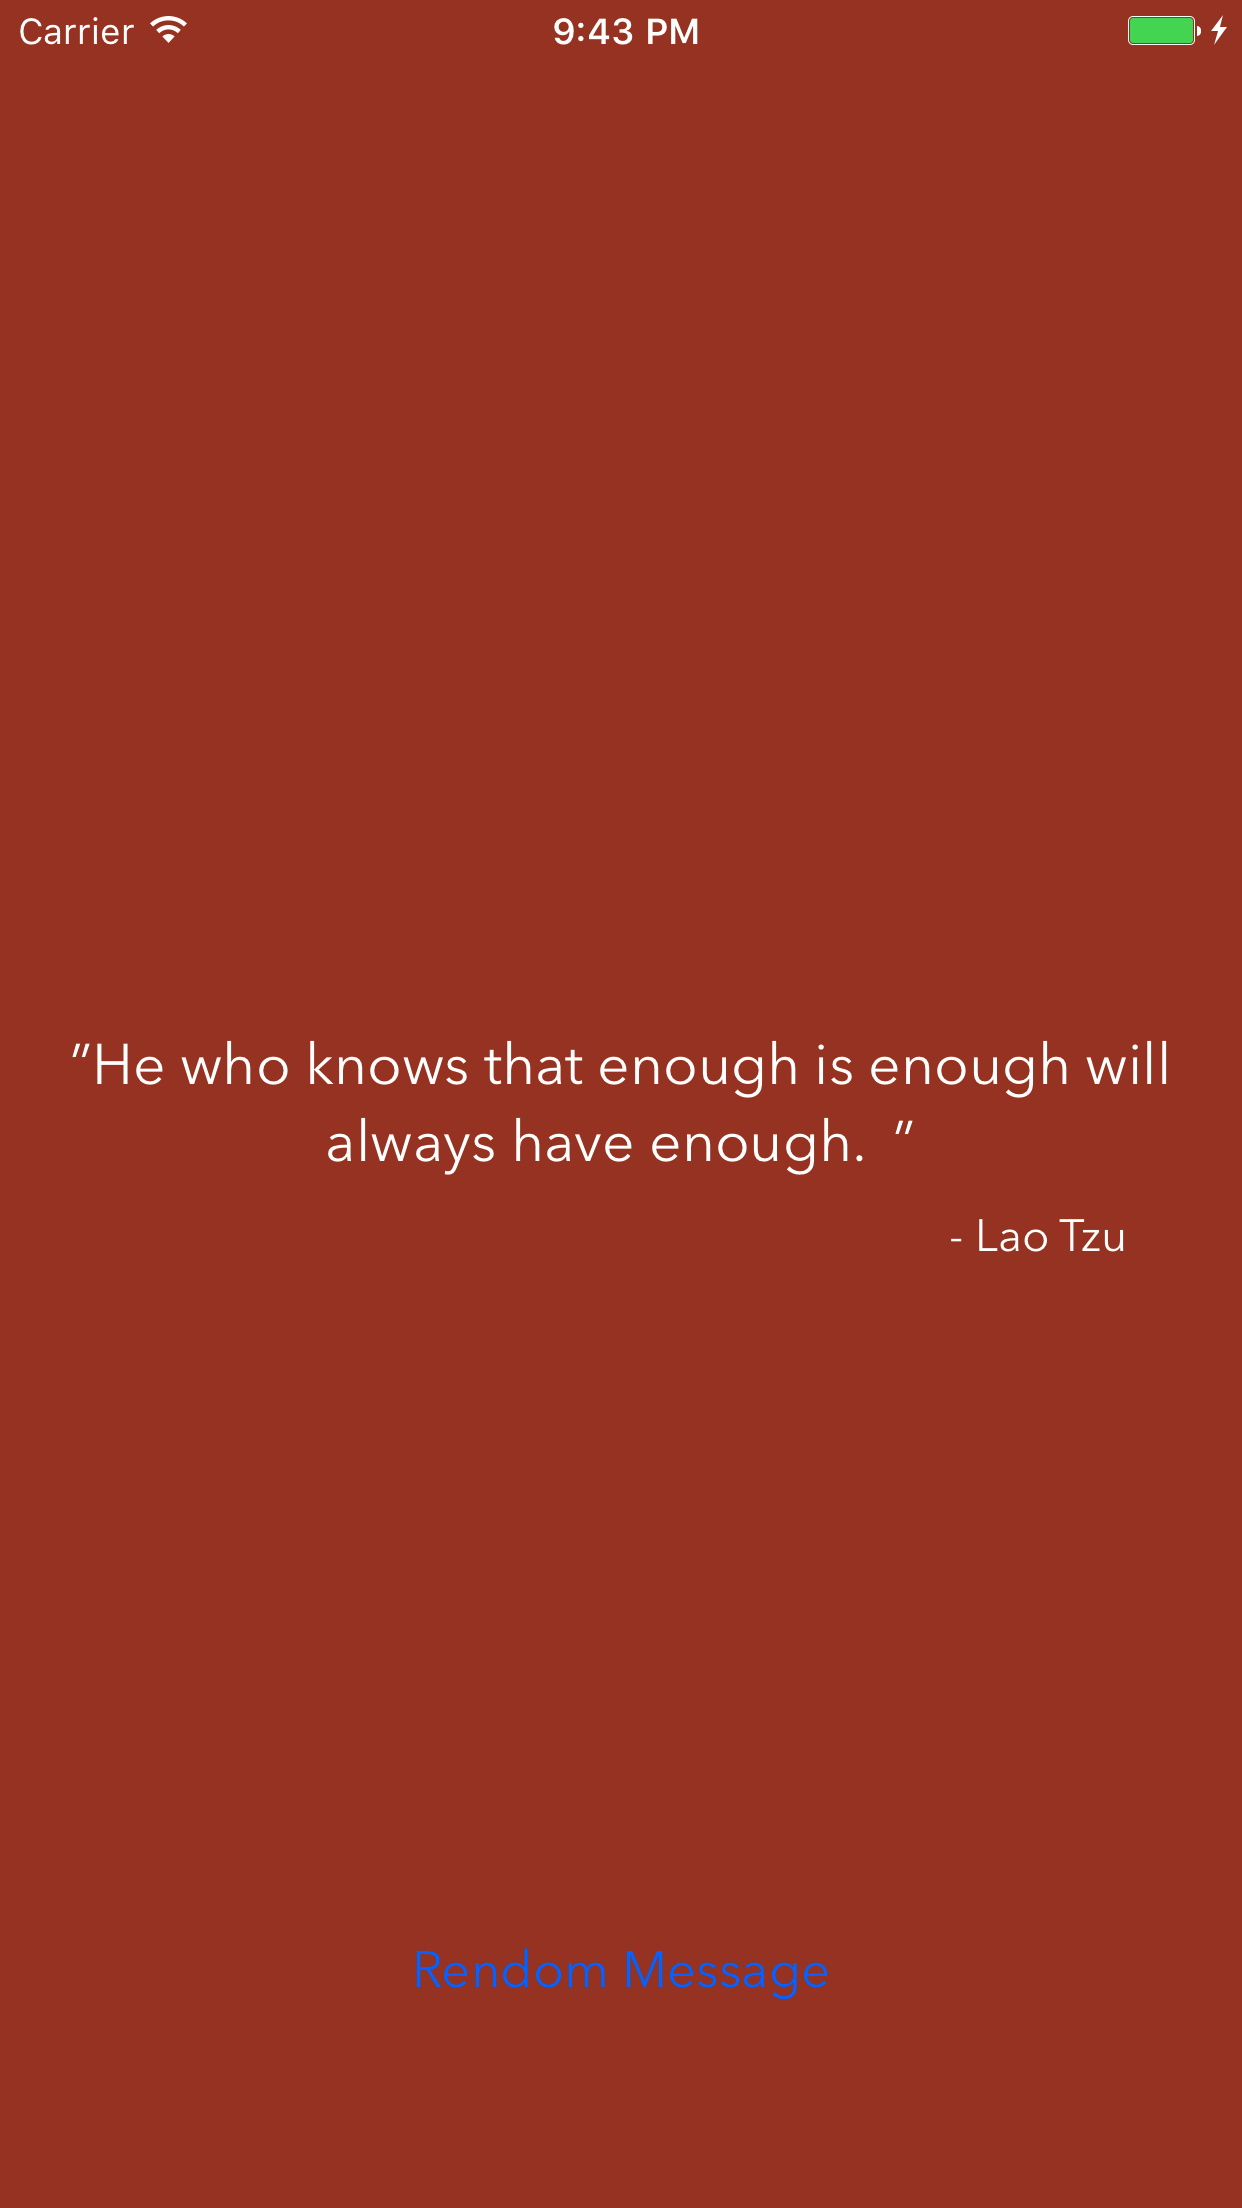 Carrier
9:43 PM
"He who knows that enough is enough will
always have enough. "
- Lao Tzu
Rendom Message